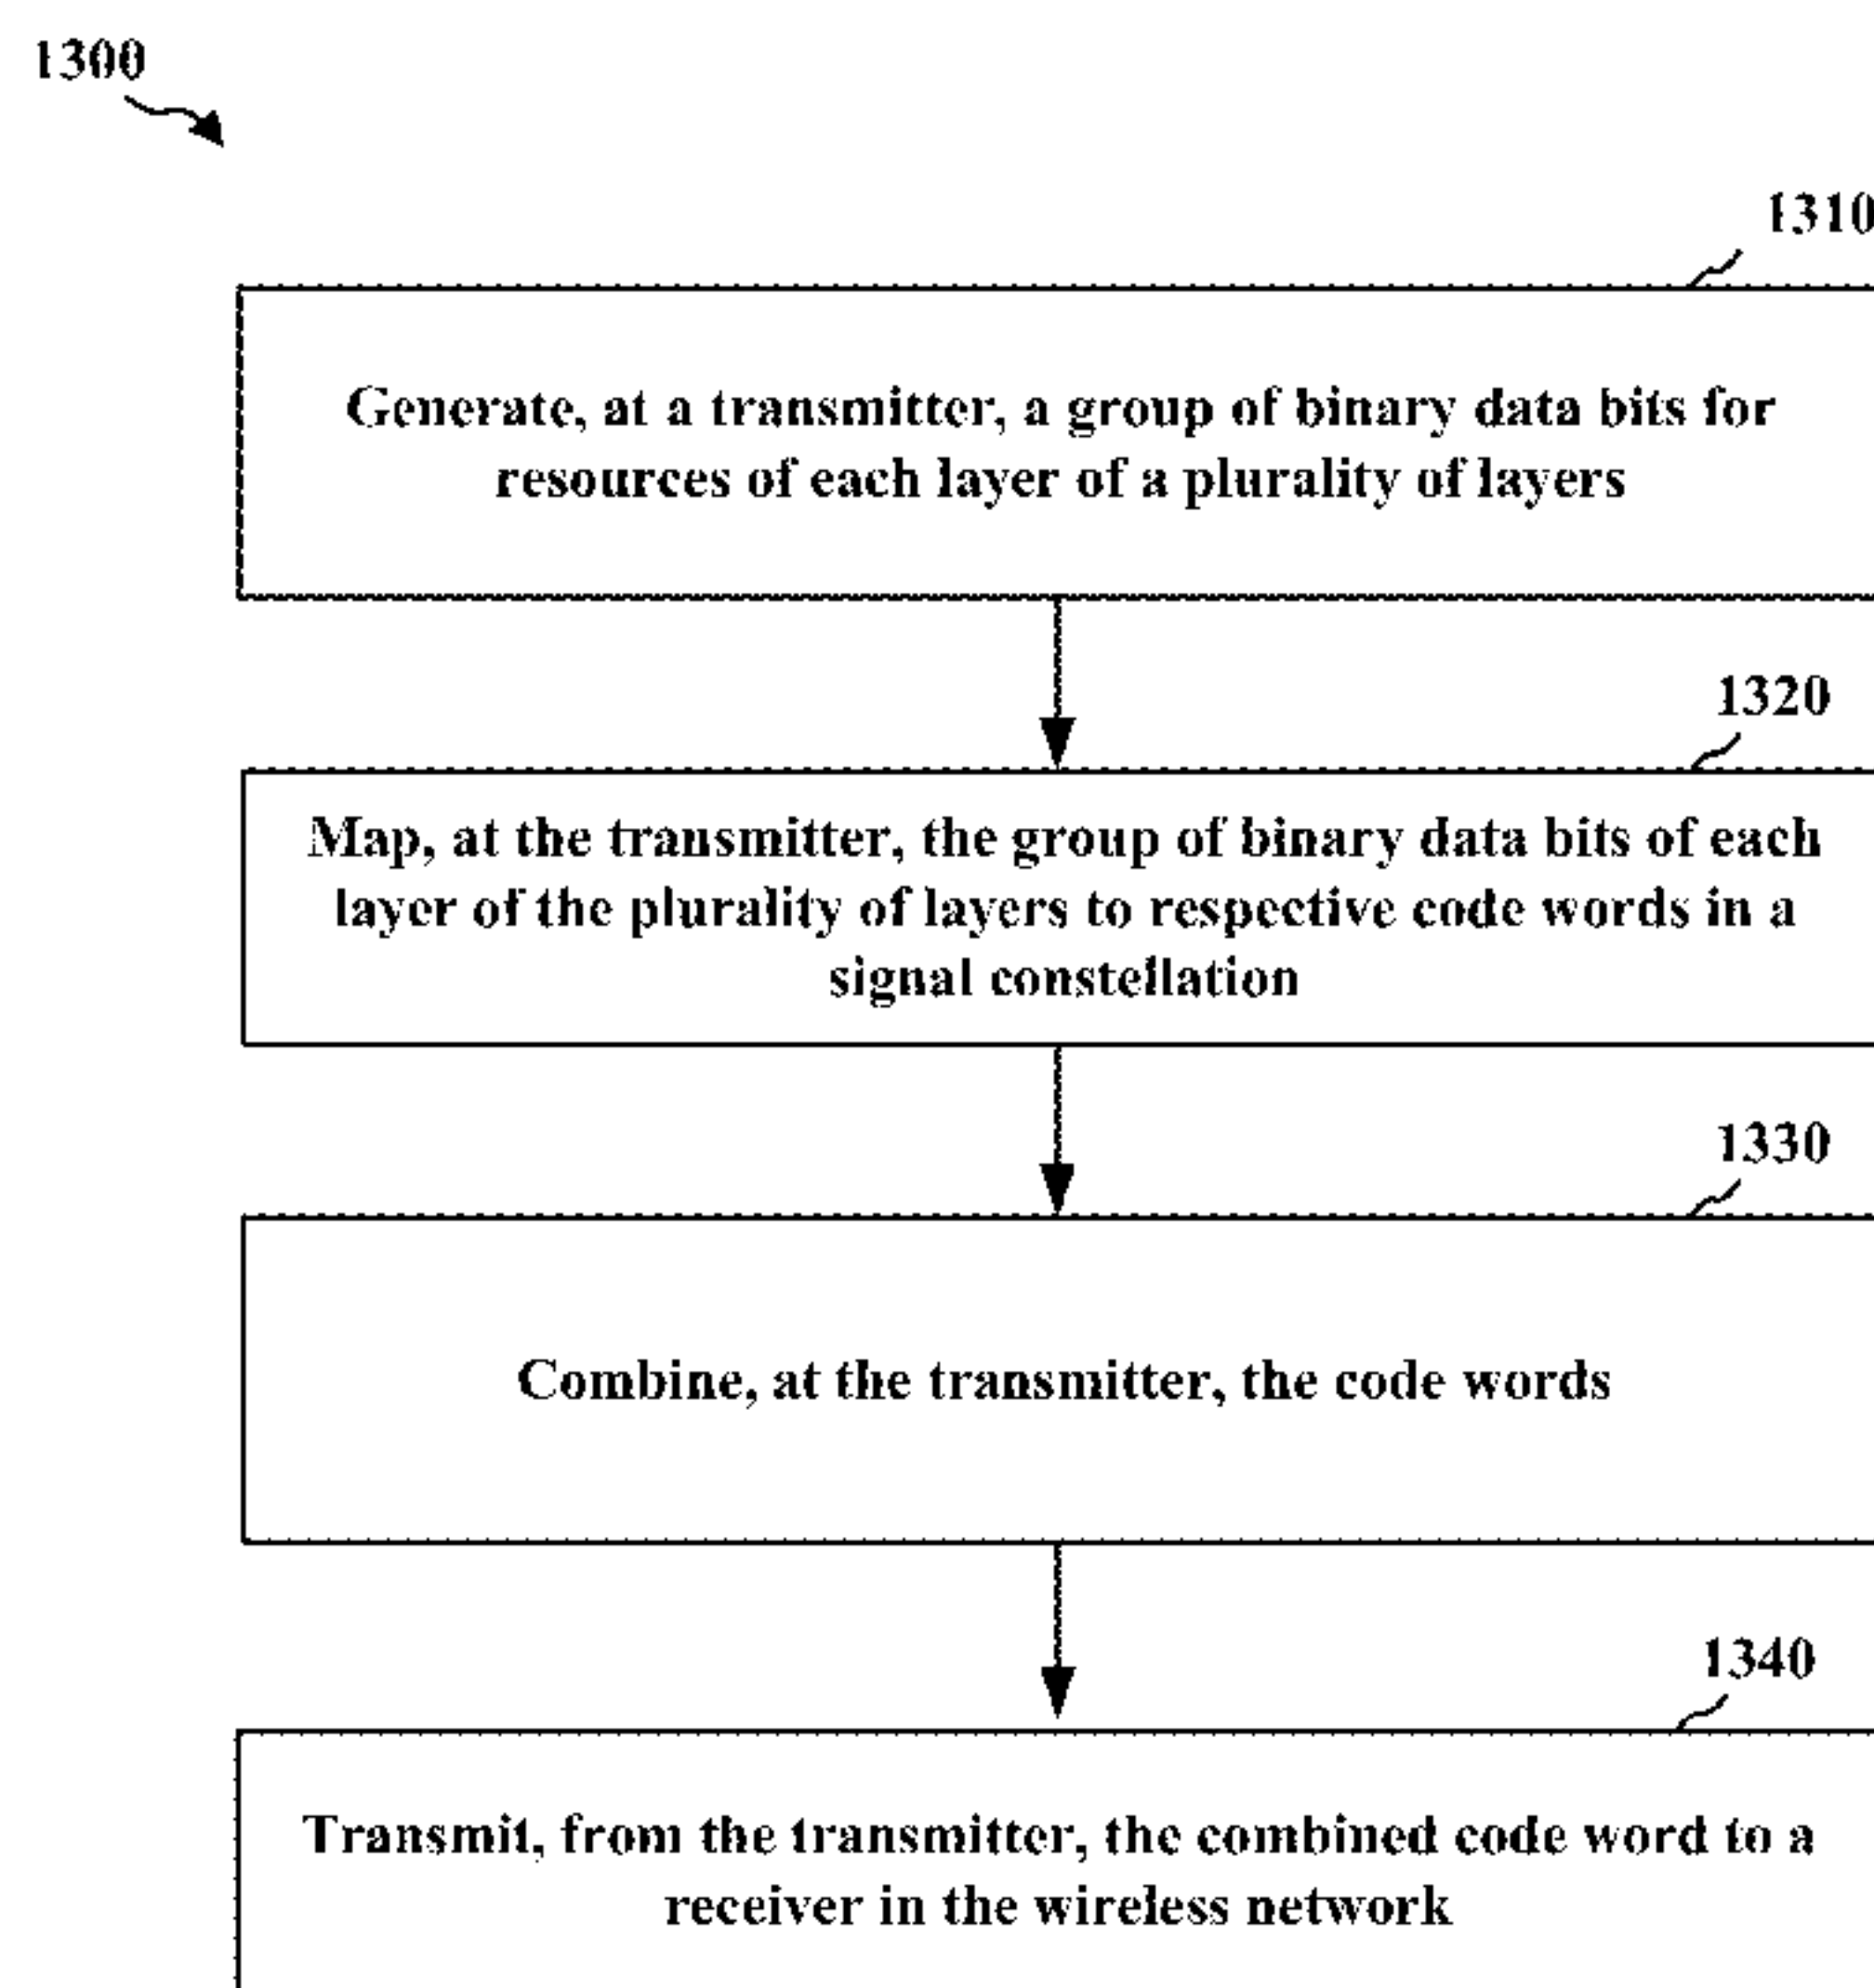 1300
1310
Generate, at a transmitter, a group of binary data bits for
resources of each layer of a plurality of layers
1320
Map, at the transmitter, the group of binary data bits of each
layer of the plurality of layers to respective code words in a
signal constellation
1330
Combine, at the transmitter, the code words
1340
Transmit, from the transmitter, the combined code word to a
receiver in the wireless network